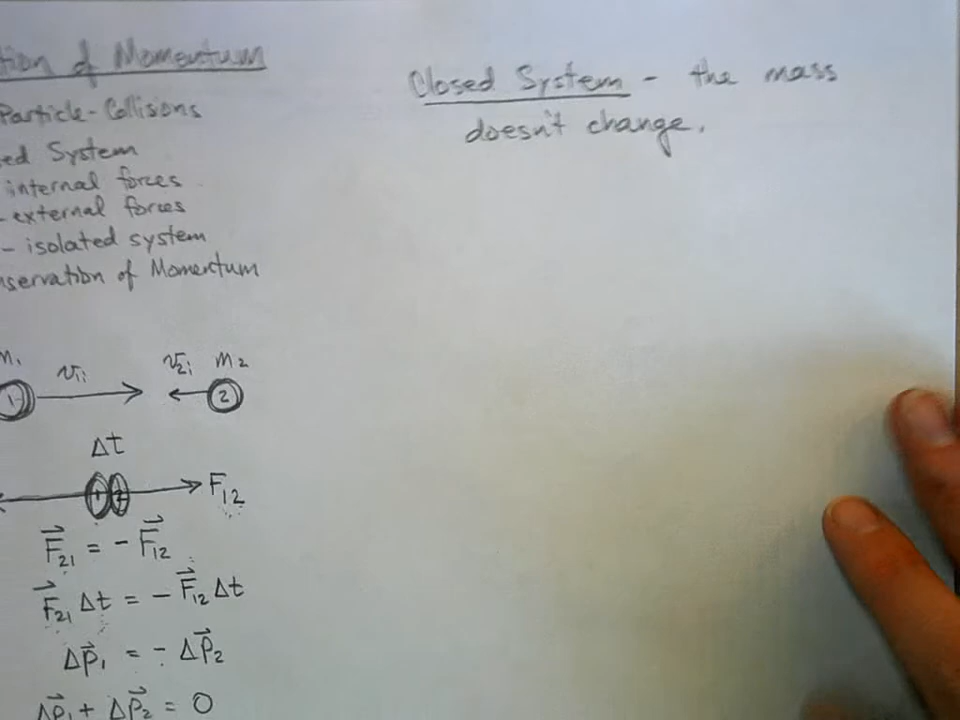 tion of Momentum
Particle-Collisions
ed System
internal forces
- external forces
- isolated system
nservation of Momentum
Closed System - the mass
doesn't change.
m₁ v₁ᵢ v₂ᵢ m₂
1 2
Δt
1 2 F₁₂
F⃗₂₁ = - F⃗₁₂
F⃗₂₁ Δt = - F⃗₁₂ Δt
Δp⃗₁ = - Δp⃗₂
Δp⃗₁ + Δp⃗₂ = 0